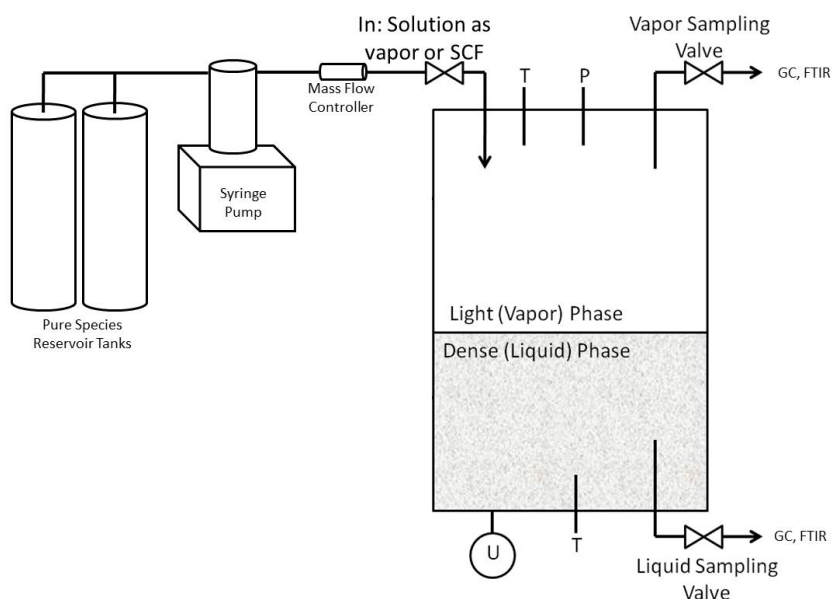 In: Solution as
vapor or SCF
Vapor Sampling
Valve
T
P
GC, FTIR
Mass Flow
Controller
Syringe
Pump
Light (Vapor) Phase
Pure Species
Reservoir Tanks
Dense (Liquid) Phase
U
T
GC, FTIR
Liquid Sampling
Valve